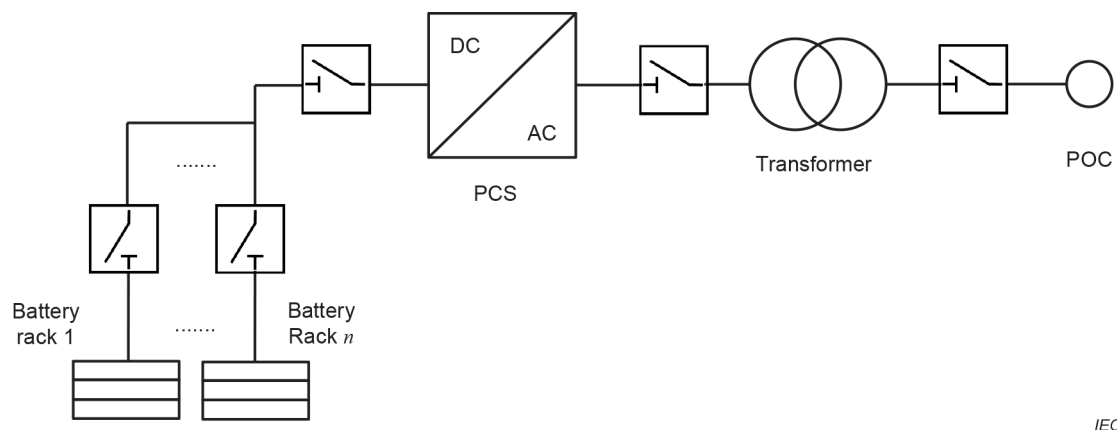 DC
AC
PCS
Transformer
POC
.......
Battery
rack 1
.......
Battery
Rack n
IEC